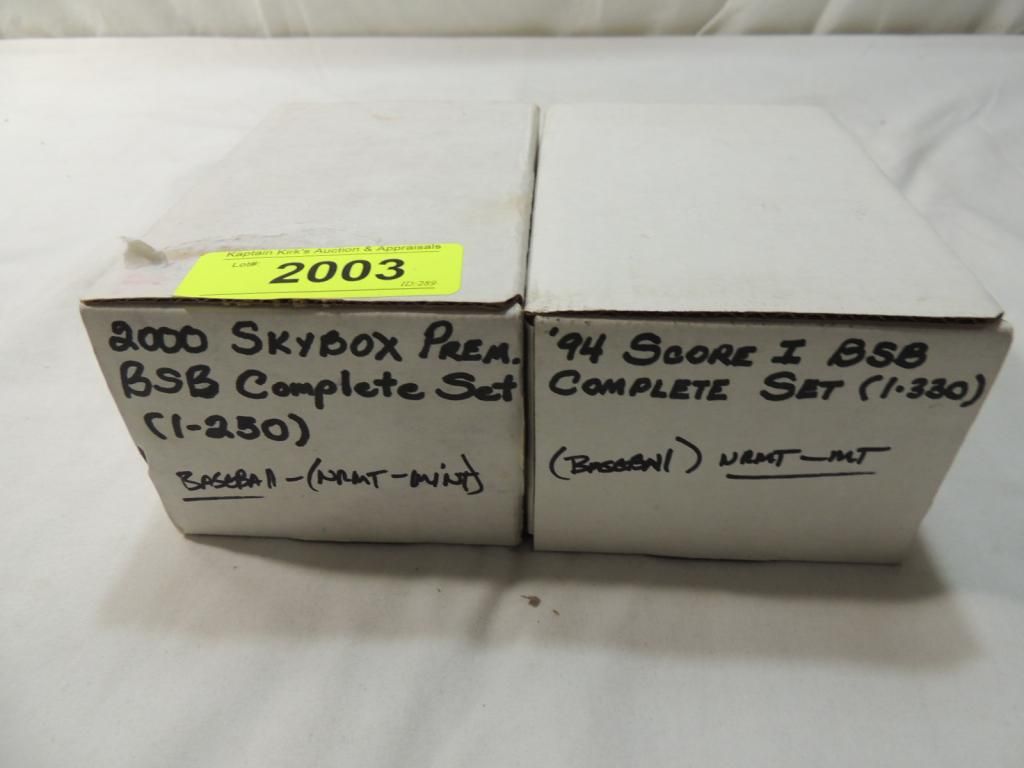 Kaptain Kirk's Auction & Appraisals
Lot#: 2003
ID:289
2000 SKYBOX PREM.
BSB Complete Set
(1-250)
BASEBAll - (NRMT - MiNT)
'94 SCORE I BSB
COMPLETE SET (1-330)
(BASEBAll) NRMT - MT